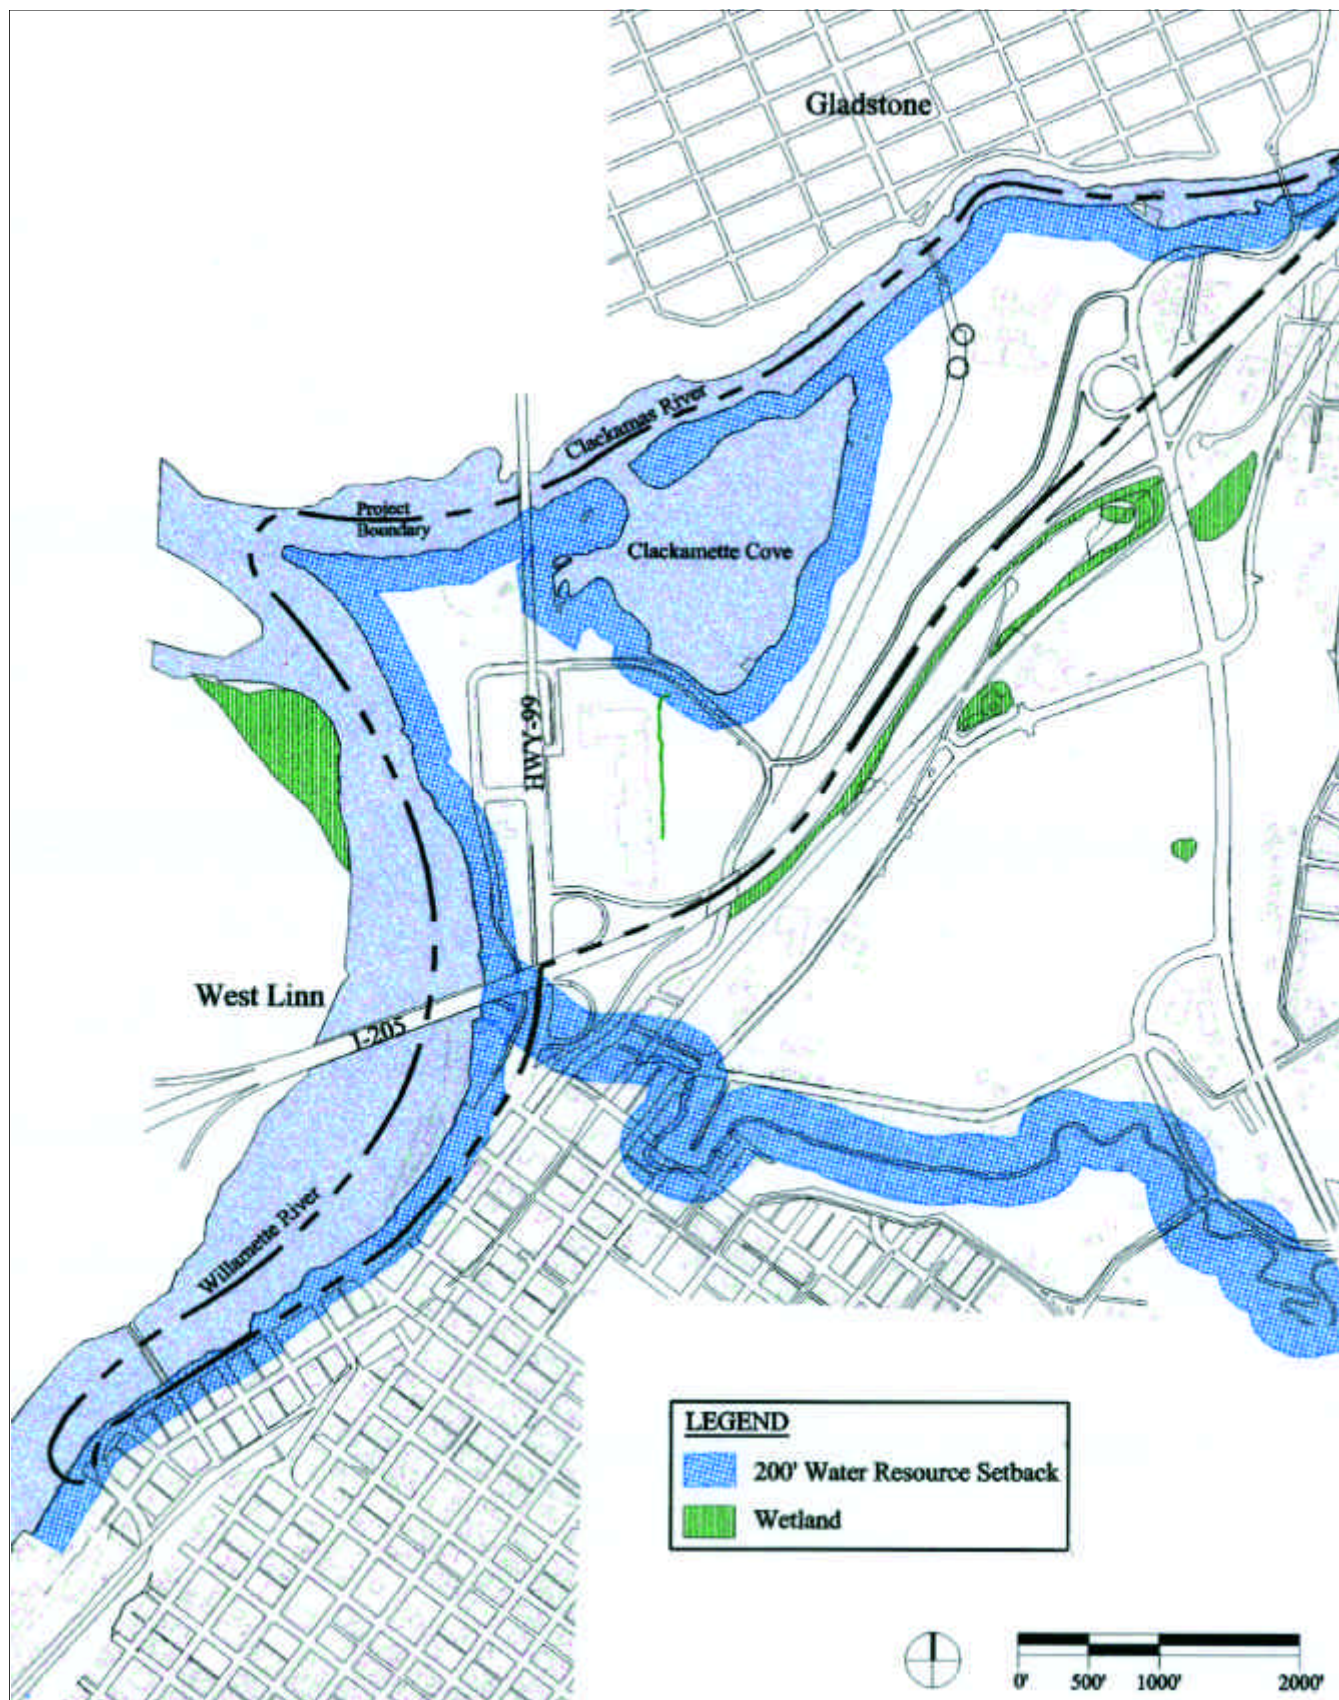 Gladstone
Clackamas River
Project
Boundary
Clackamette Cove
HWY-99
West Linn
I-205
Willamette River
LEGEND
200' Water Resource Setback
Wetland
0' 500' 1000' 2000'